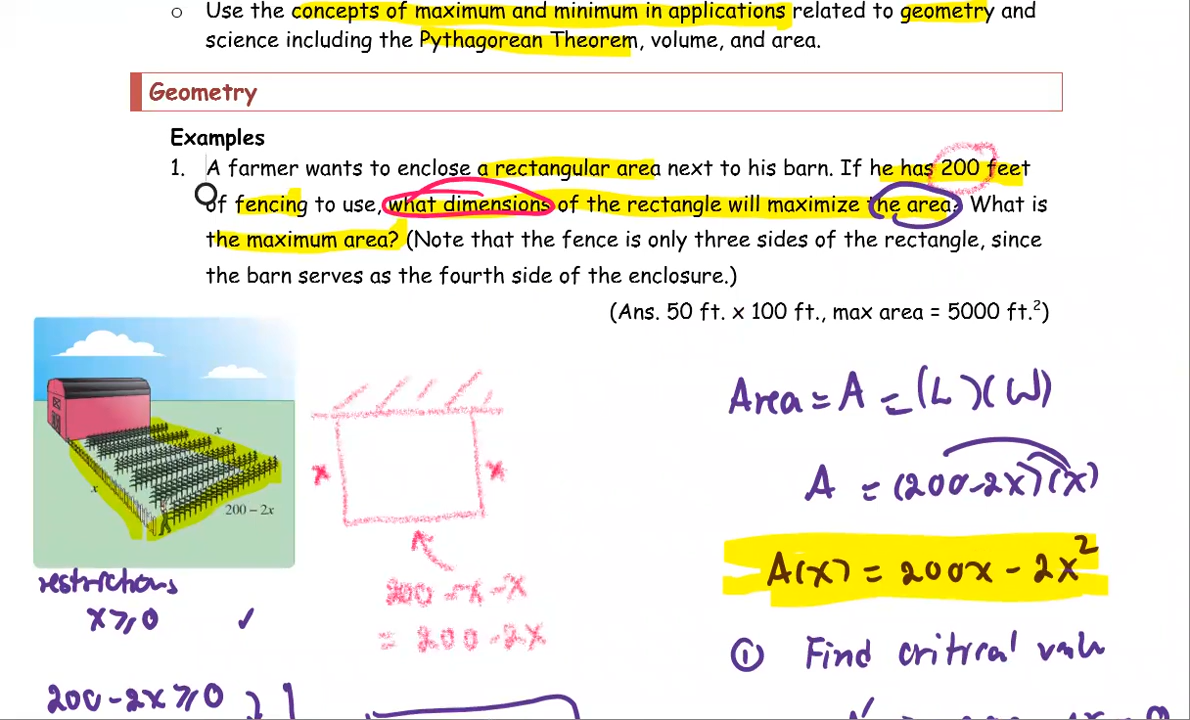 o Use the concepts of maximum and minimum in applications related to geometry and
science including the Pythagorean Theorem, volume, and area.
Geometry
Examples
1. A farmer wants to enclose a rectangular area next to his barn. If he has 200 feet
of fencing to use, what dimensions of the rectangle will maximize the area? What is
the maximum area? (Note that the fence is only three sides of the rectangle, since
the barn serves as the fourth side of the enclosure.)
(Ans. 50 ft. x 100 ft., max area = 5000 ft.²)
x
x
200 – 2x
x
x
200 - x - x
= 200 - 2x
restrictions
x ≥ 0 ✓
200 - 2x ≥ 0
Area = A = (L)(W)
A = (200-2x)(x)
A(x) = 200x - 2x²
① Find critical valu